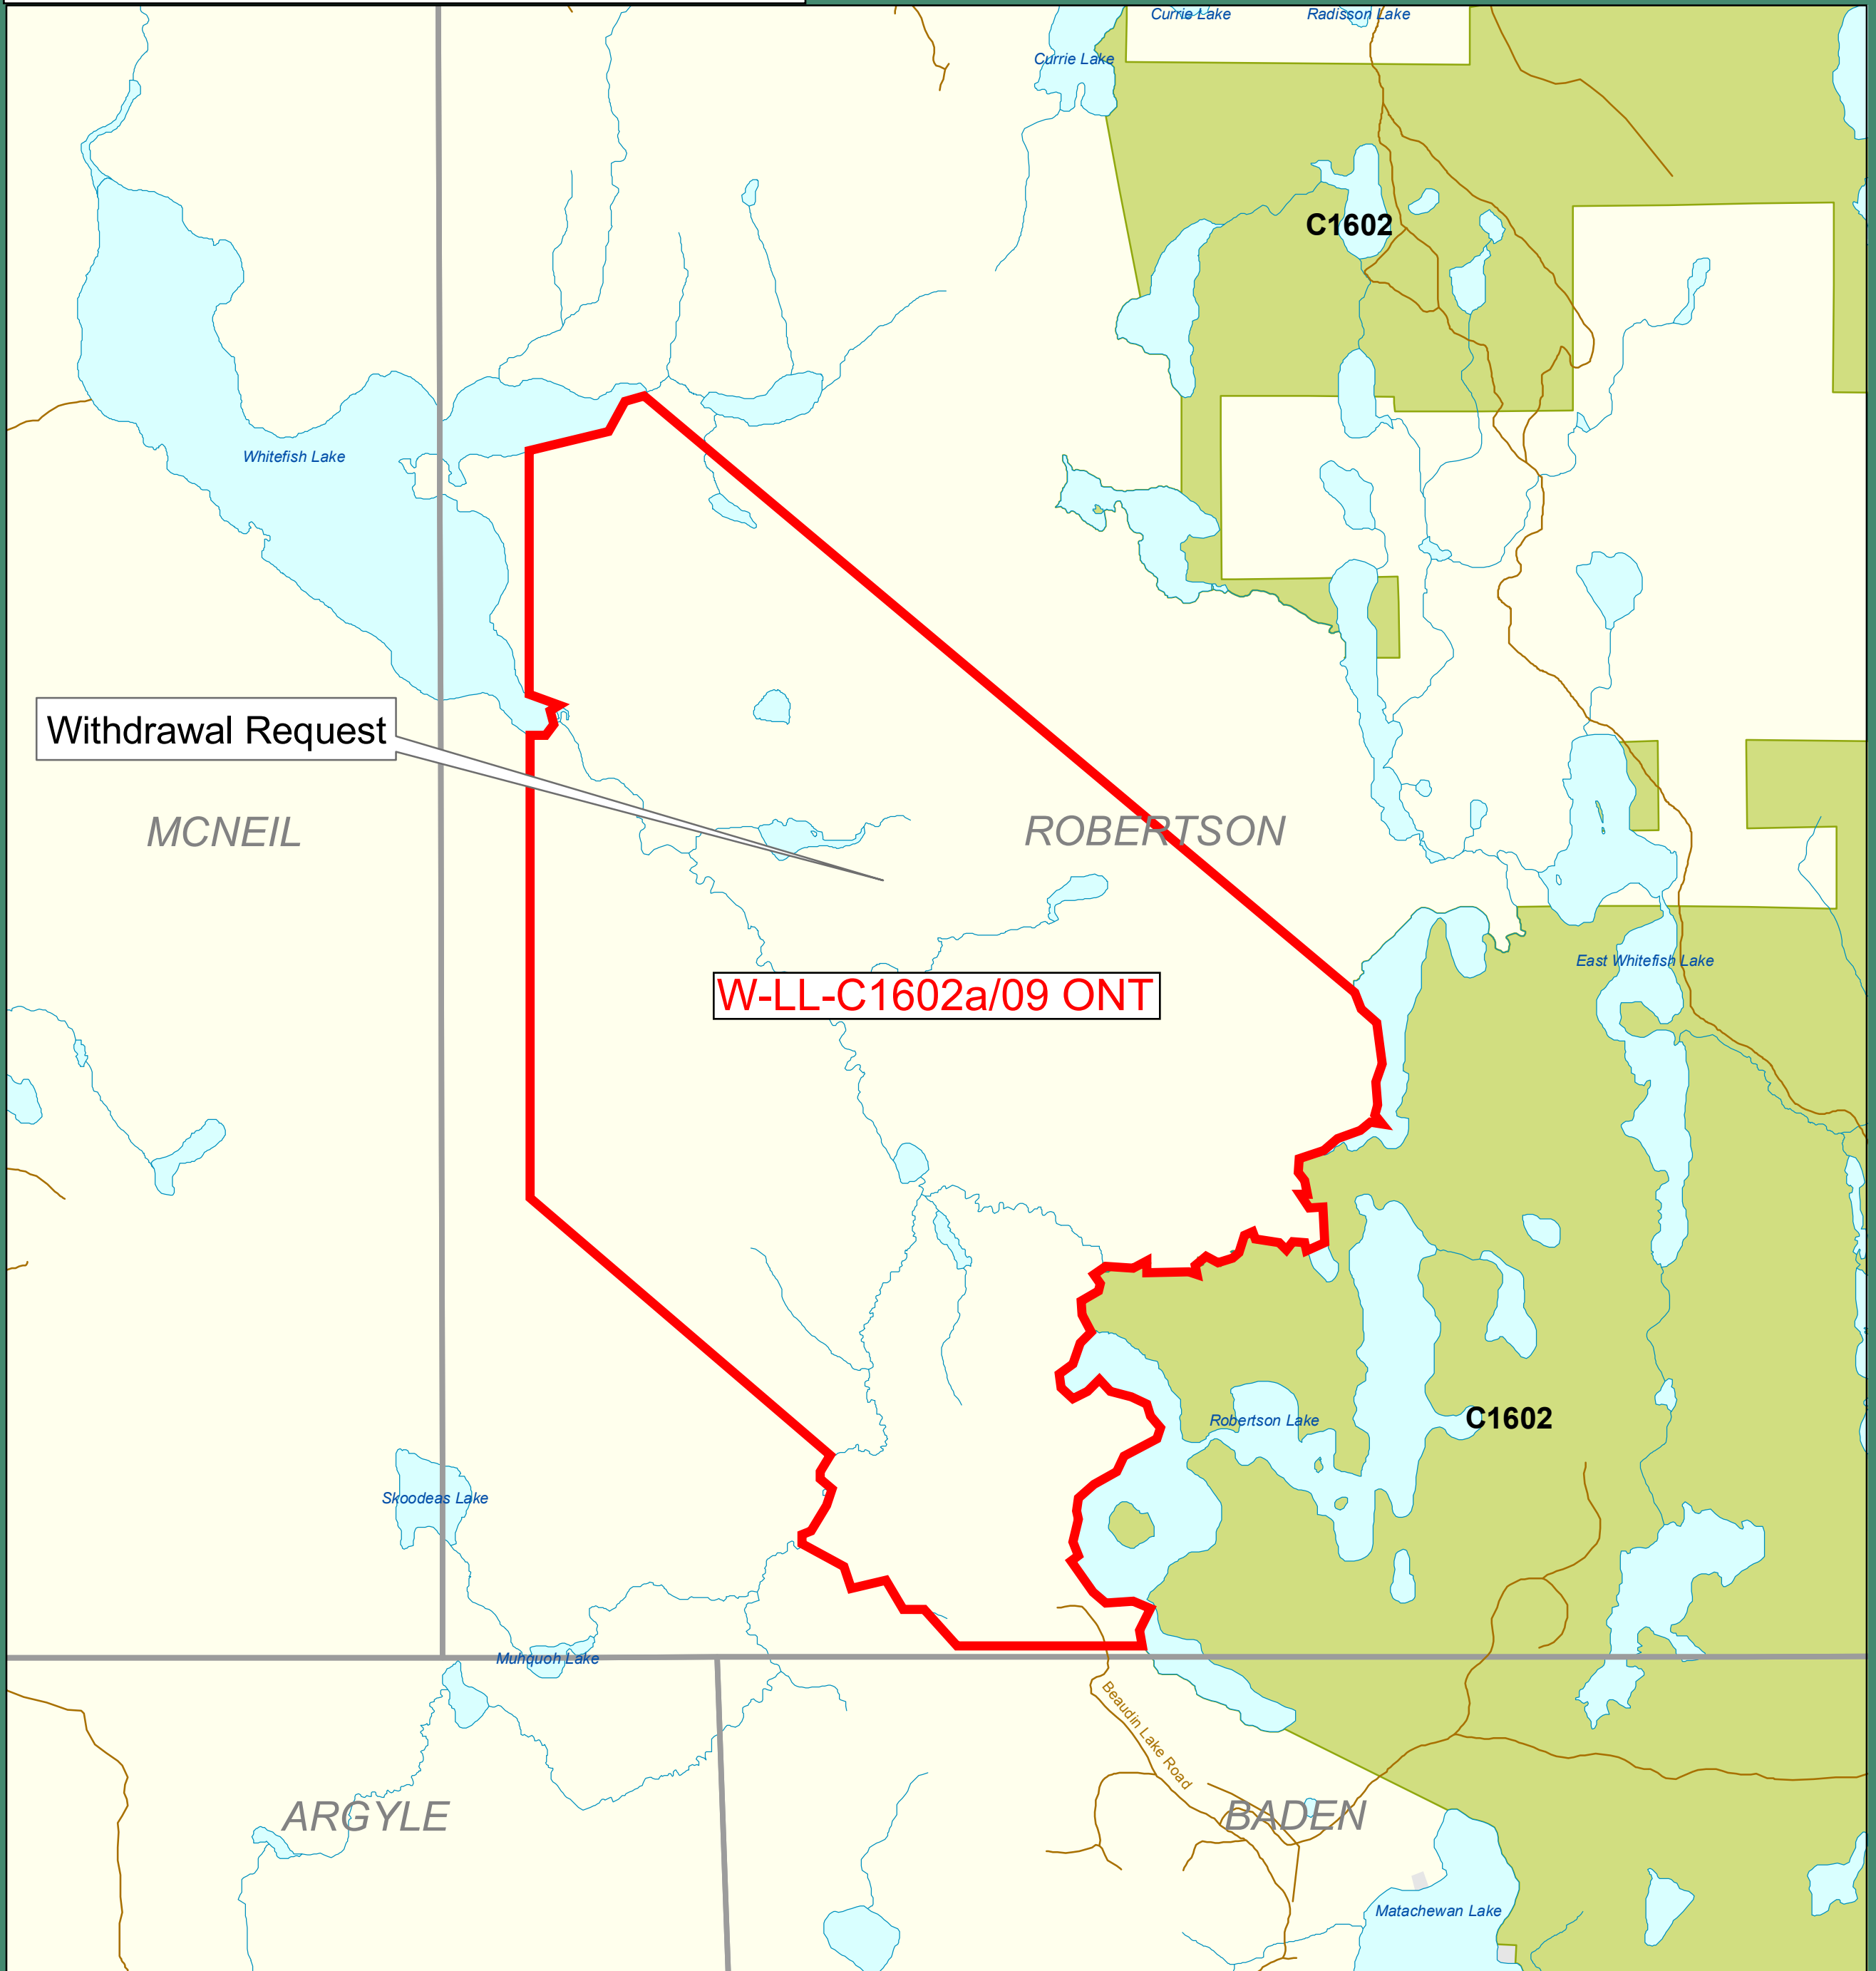 Currie Lake
Radisson Lake
Currie Lake
C1602
Whitefish Lake
Withdrawal Request
MCNEIL
ROBERTSON
East Whitefish Lake
W-LL-C1602a/09 ONT
Robertson Lake
C1602
Skoodeas Lake
Muhquoh Lake
Beaudin Lake Road
ARGYLE
BADEN
Matachewan Lake